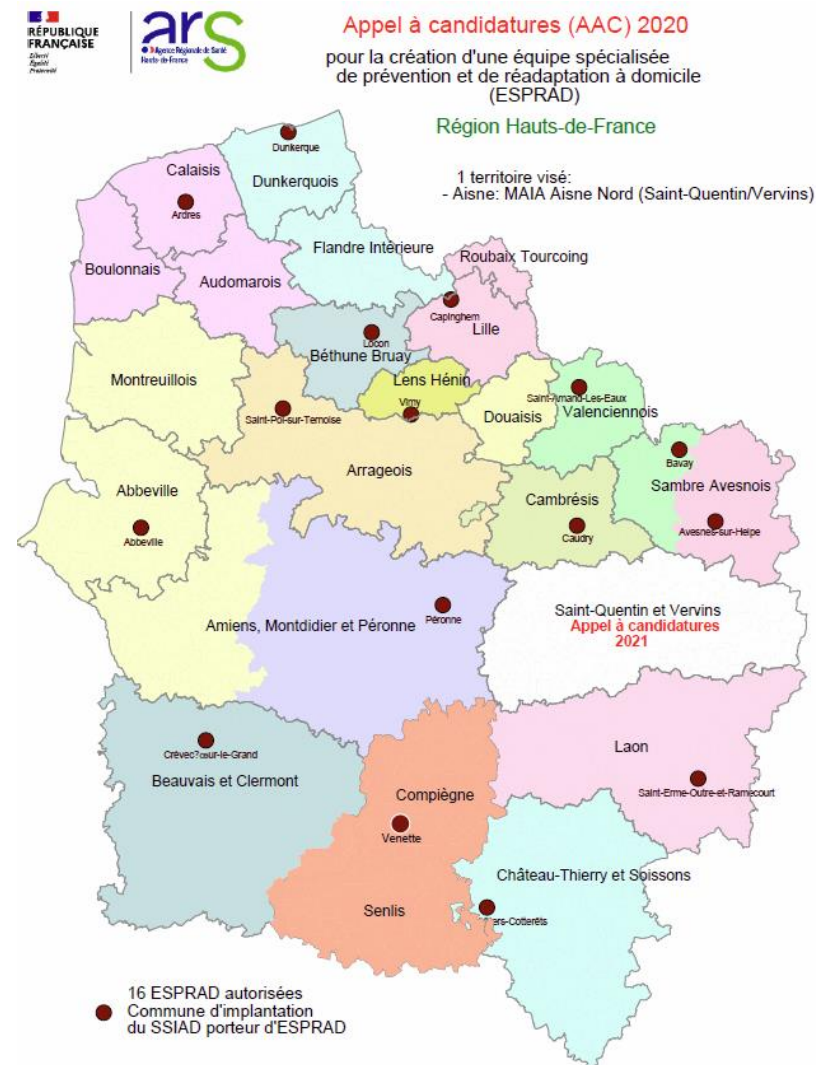 RÉPUBLIQUE
FRANÇAISE
Liberté
Égalité
Fraternité
ars
Agence Régionale de Santé
Hauts-de-France
Appel à candidatures (AAC) 2020
pour la création d'une équipe spécialisée
de prévention et de réadaptation à domicile
(ESPRAD)
Région Hauts-de-France
1 territoire visé:
- Aisne: MAIA Aisne Nord (Saint-Quentin/Vervins)
Dunkerque
Calaisis
Dunkerquois
Ardres
Flandre Intérieure
Roubaix Tourcoing
Boulonnais
Audomarois
Capinghem
Lille
Locon
Béthune Bruay
Montreuillois
Lens Hénin
Saint-Amand-Les-Eaux
Vimy
Saint-Pol-sur-Ternoise
Douaisis
Valenciennois
Bavay
Arrageois
Sambre Avesnois
Abbeville
Cambrésis
Abbeville
Caudry
Avesnes-sur-Helpe
Saint-Quentin et Vervins
Appel à candidatures
2021
Amiens, Montdidier et Péronne
Péronne
Crèvec?œur-le-Grand
Beauvais et Clermont
Laon
Compiègne
Saint-Erme-Outre-et-Ramecourt
Venette
Château-Thierry et Soissons
Senlis
ers-Cotterêts
16 ESPRAD autorisées
Commune d'implantation
du SSIAD porteur d'ESPRAD